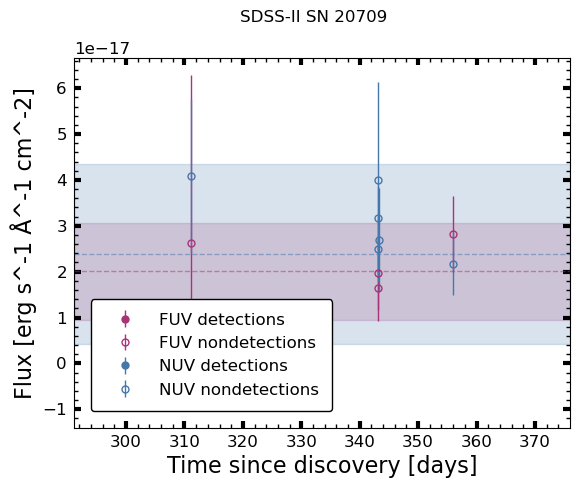 SDSS-II SN 20709
1e−17
Flux [erg s^-1 Å^-1 cm^-2]
6
5
4
3
2
1
0
−1
FUV detections
FUV nondetections
NUV detections
NUV nondetections
300 310 320 330 340 350 360 370
Time since discovery [days]